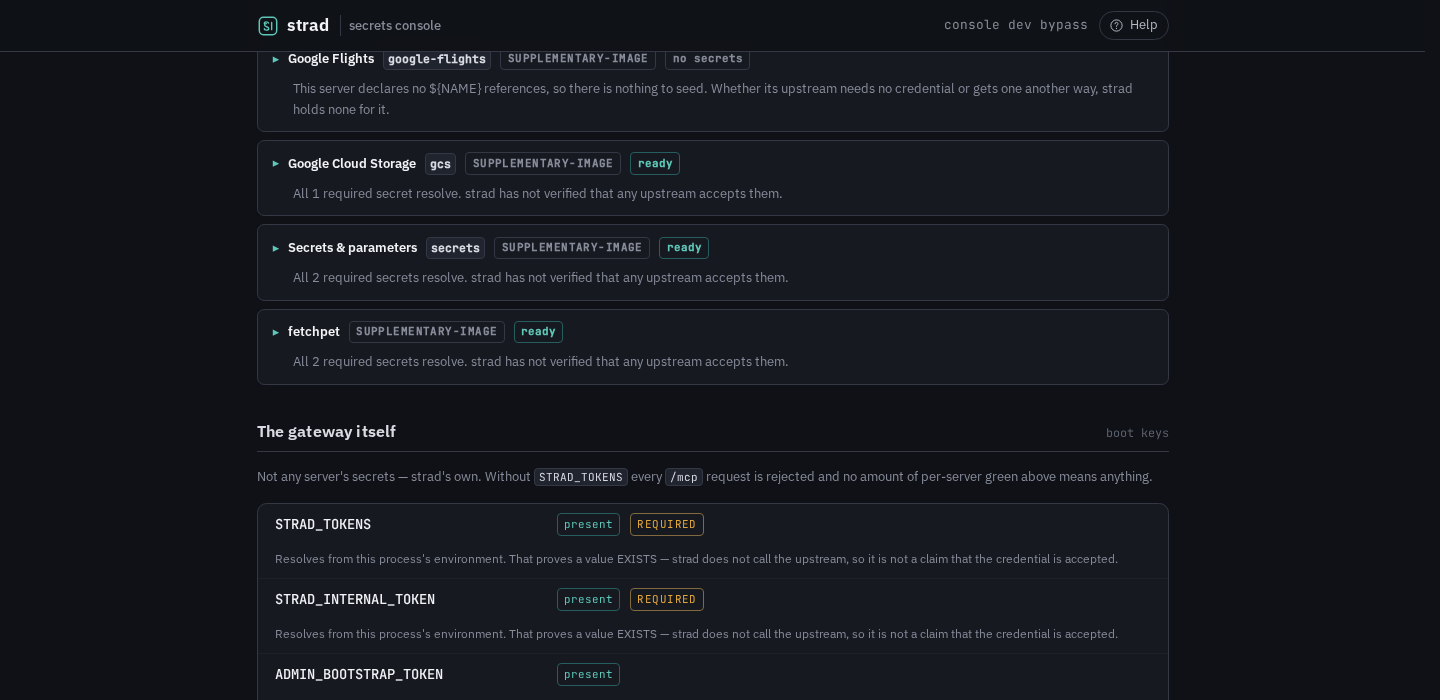 strad secrets console console dev bypass Help
Google Flights google-flights SUPPLEMENTARY-IMAGE no secrets
This server declares no ${NAME} references, so there is nothing to seed. Whether its upstream needs no credential or gets one another way, strad
holds none for it.
Google Cloud Storage gcs SUPPLEMENTARY-IMAGE ready
All 1 required secret resolve. strad has not verified that any upstream accepts them.
Secrets & parameters secrets SUPPLEMENTARY-IMAGE ready
All 2 required secrets resolve. strad has not verified that any upstream accepts them.
fetchpet SUPPLEMENTARY-IMAGE ready
All 2 required secrets resolve. strad has not verified that any upstream accepts them.
The gateway itself boot keys
Not any server's secrets — strad's own. Without STRAD_TOKENS every /mcp request is rejected and no amount of per-server green above means anything.
STRAD_TOKENS present REQUIRED
Resolves from this process's environment. That proves a value EXISTS — strad does not call the upstream, so it is not a claim that the credential is accepted.
STRAD_INTERNAL_TOKEN present REQUIRED
Resolves from this process's environment. That proves a value EXISTS — strad does not call the upstream, so it is not a claim that the credential is accepted.
ADMIN_BOOTSTRAP_TOKEN present